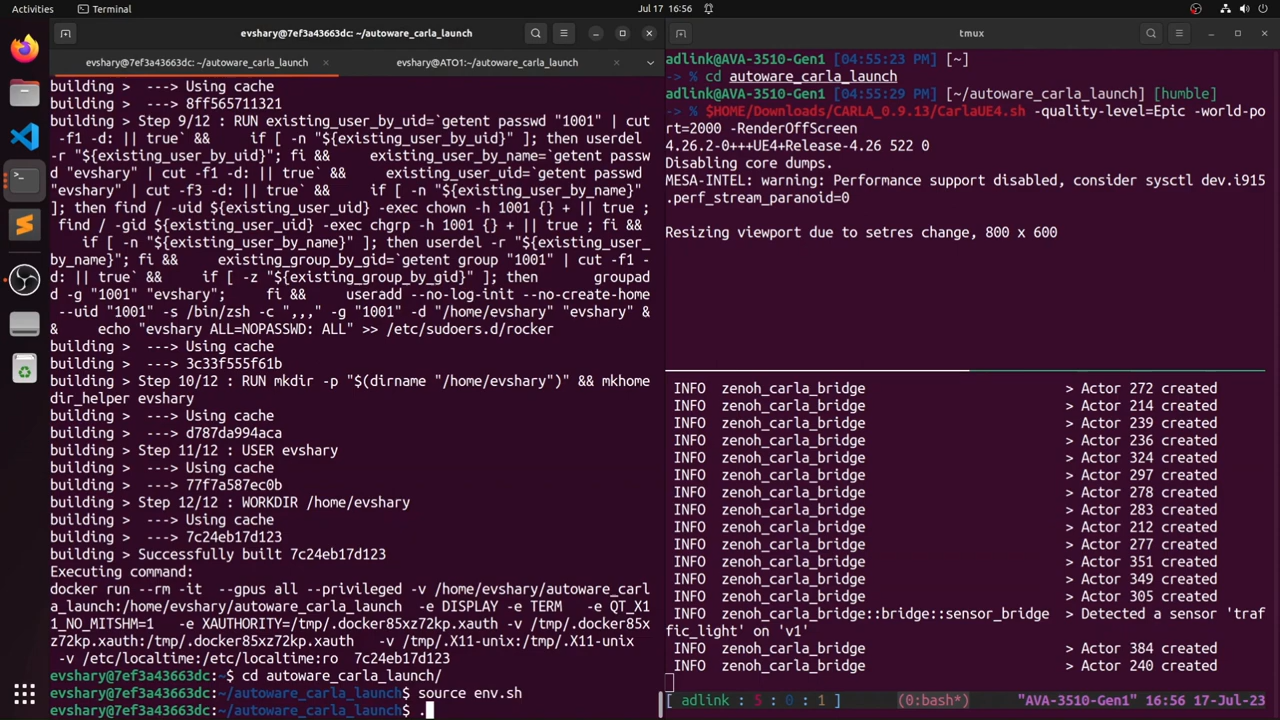 Activities
Terminal
Jul 17 16:56
evshary@7ef3a43663dc: ~/autoware_carla_launch
evshary@7ef3a43663dc: ~/autoware_carla_launch
evshary@ATO1:~/autoware_carla_launch
building > ---> Using cache
building > ---> 8ff565711321
building > Step 9/12 : RUN existing_user_by_uid=`getent passwd "1001" | cut
-f1 -d: || true` && if [ -n "${existing_user_by_uid}" ]; then userdel
-r "${existing_user_by_uid}"; fi && existing_user_by_name=`getent passw
d "evshary" | cut -f1 -d: || true` && existing_user_uid=`getent passwd
"evshary" | cut -f3 -d: || true` && if [ -n "${existing_user_by_name}"
]; then find / -uid ${existing_user_uid} -exec chown -h 1001 {} + || true ;
find / -gid ${existing_user_uid} -exec chgrp -h 1001 {} + || true ; fi &&
if [ -n "${existing_user_by_name}" ]; then userdel -r "${existing_user
_by_name}"; fi && existing_group_by_gid=`getent group "1001" | cut -f1 -
d: || true` && if [ -z "${existing_group_by_gid}" ]; then groupad
d -g "1001" "evshary"; fi && useradd --no-log-init --no-create-home
--uid "1001" -s /bin/zsh -c ",,," -g "1001" -d "/home/evshary" "evshary" &
& echo "evshary ALL=NOPASSWD: ALL" >> /etc/sudoers.d/rocker
building > ---> Using cache
building > ---> 3c33f555f61b
building > Step 10/12 : RUN mkdir -p "$(dirname "/home/evshary")" && mkhome
dir_helper evshary
building > ---> Using cache
building > ---> d787da994aca
building > Step 11/12 : USER evshary
building > ---> Using cache
building > ---> 77f7a587ec0b
building > Step 12/12 : WORKDIR /home/evshary
building > ---> Using cache
building > ---> 7c24eb17d123
building > Successfully built 7c24eb17d123
Executing command:
docker run --rm -it --gpus all --privileged -v /home/evshary/autoware_carl
a_launch:/home/evshary/autoware_carla_launch -e DISPLAY -e TERM -e QT_X1
1_NO_MITSHM=1 -e XAUTHORITY=/tmp/.docker85xz72kp.xauth -v /tmp/.docker85x
z72kp.xauth:/tmp/.docker85xz72kp.xauth -v /tmp/.X11-unix:/tmp/.X11-unix
-v /etc/localtime:/etc/localtime:ro 7c24eb17d123
evshary@7ef3a43663dc:~$ cd autoware_carla_launch/
evshary@7ef3a43663dc:~/autoware_carla_launch$ source env.sh
evshary@7ef3a43663dc:~/autoware_carla_launch$ .
tmux
adlink@AVA-3510-Gen1 [04:55:23 PM] [~]
-> % cd autoware_carla_launch
adlink@AVA-3510-Gen1 [04:55:29 PM] [~/autoware_carla_launch] [humble]
-> % $HOME/Downloads/CARLA_0.9.13/CarlaUE4.sh -quality-level=Epic -world-po
rt=2000 -RenderOffScreen
4.26.2-0+++UE4+Release-4.26 522 0
Disabling core dumps.
MESA-INTEL: warning: Performance support disabled, consider sysctl dev.i915
.perf_stream_paranoid=0
Resizing viewport due to setres change, 800 x 600
INFO zenoh_carla_bridge > Actor 272 created
INFO zenoh_carla_bridge > Actor 214 created
INFO zenoh_carla_bridge > Actor 239 created
INFO zenoh_carla_bridge > Actor 236 created
INFO zenoh_carla_bridge > Actor 324 created
INFO zenoh_carla_bridge > Actor 297 created
INFO zenoh_carla_bridge > Actor 278 created
INFO zenoh_carla_bridge > Actor 283 created
INFO zenoh_carla_bridge > Actor 212 created
INFO zenoh_carla_bridge > Actor 277 created
INFO zenoh_carla_bridge > Actor 351 created
INFO zenoh_carla_bridge > Actor 349 created
INFO zenoh_carla_bridge > Actor 305 created
INFO zenoh_carla_bridge::bridge::sensor_bridge > Detected a sensor 'traf
fic_light' on 'v1'
INFO zenoh_carla_bridge > Actor 384 created
INFO zenoh_carla_bridge > Actor 240 created
[ adlink : 5 : 0 : 1 ] (0:bash*) "AVA-3510-Gen1" 16:56 17-Jul-23